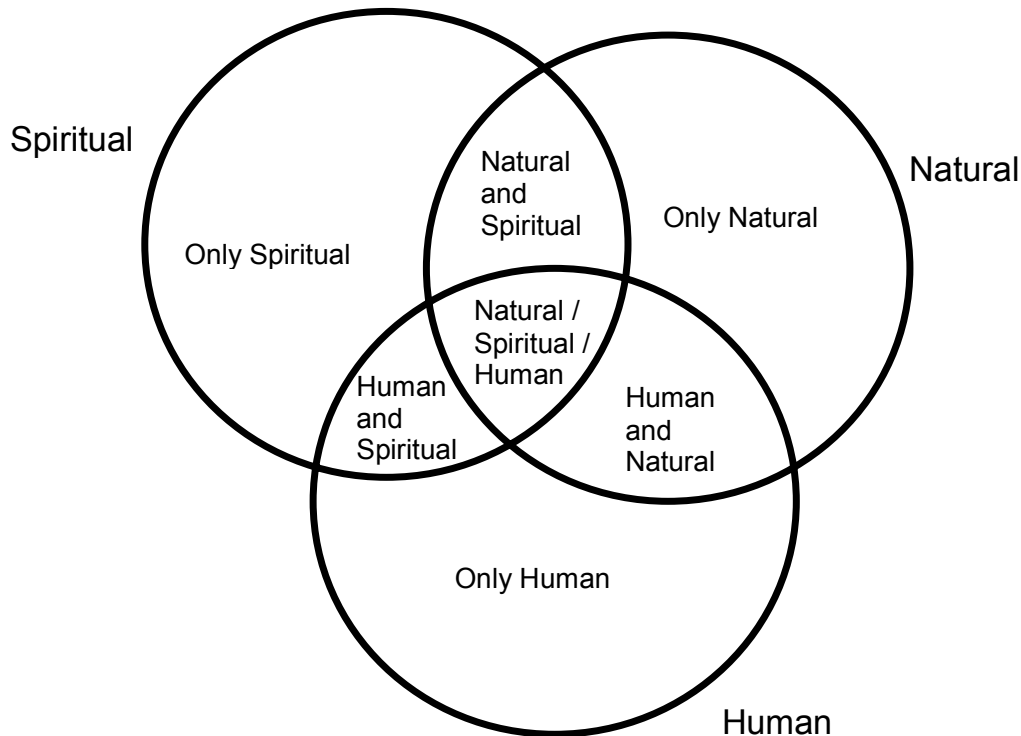 Spiritual
Natural
Natural
and
Spiritual
Only Natural
Only Spiritual
Natural /
Spiritual /
Human
Human
and
Spiritual
Human
and
Natural
Only Human
Human